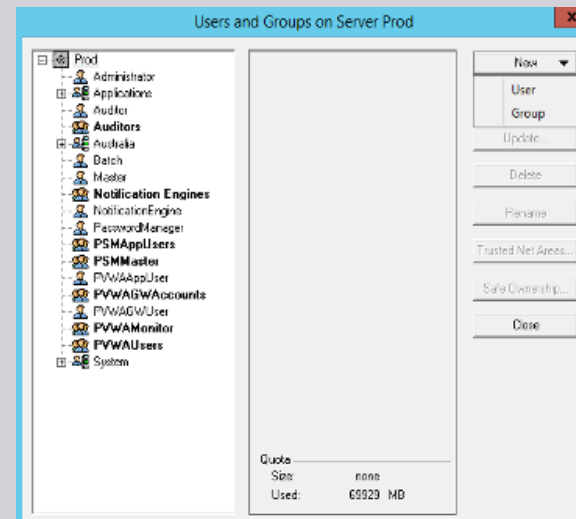 Users and Groups on Server Prod
x
Prod
Administrator
Applications
Auditor
Auditors
Australia
Batch
Master
Notification Engines
NotificationEngine
PasswordManager
PSMAppUsers
PSMMaster
PVWAAppUser
PVWAGWAccounts
PVWAGWUser
PVWAMonitor
PVWAUsers
System
Quota
Size: none
Used: 69929 MB
New
User
Group
Update...
Delete
Rename
Trusted Net Areas...
Safe Ownership...
Close